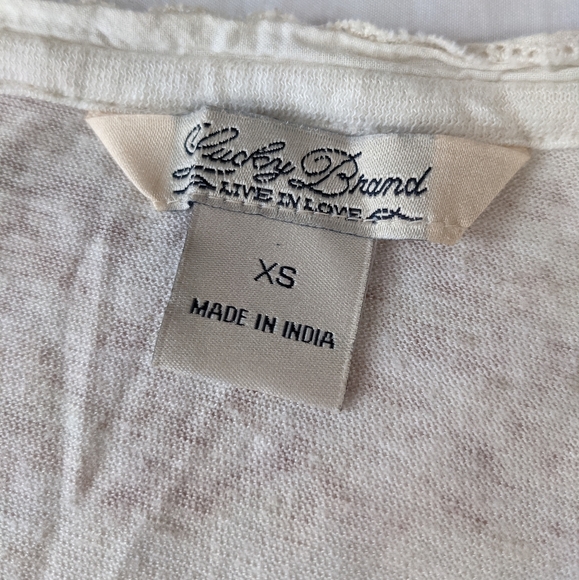 Lucky Brand
LIVE IN LOVE
XS
MADE IN INDIA